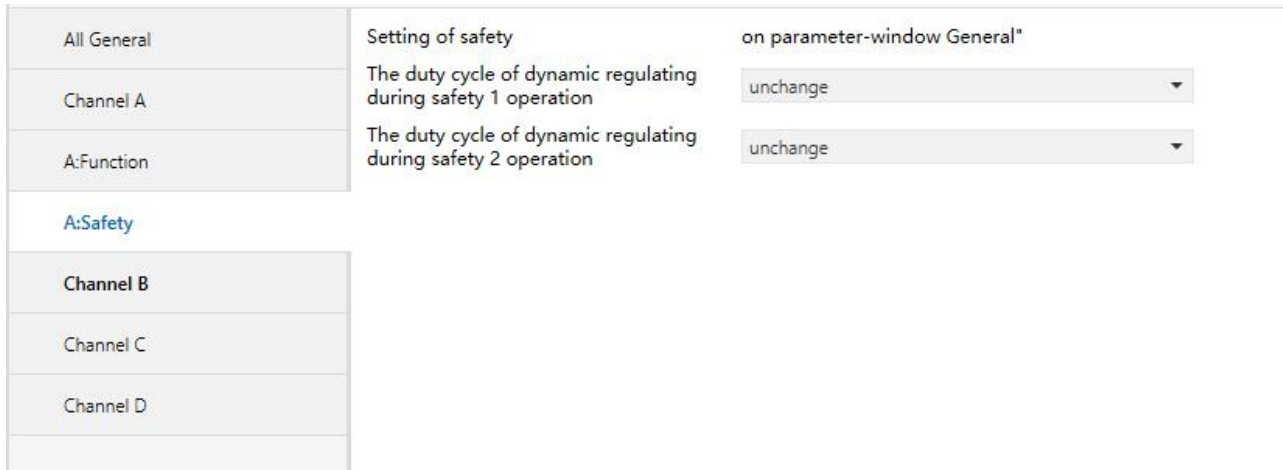 All General
Channel A
A:Function
A:Safety
Channel B
Channel C
Channel D
Setting of safety on parameter-window General"
The duty cycle of dynamic regulating
during safety 1 operation
unchange
The duty cycle of dynamic regulating
during safety 2 operation
unchange